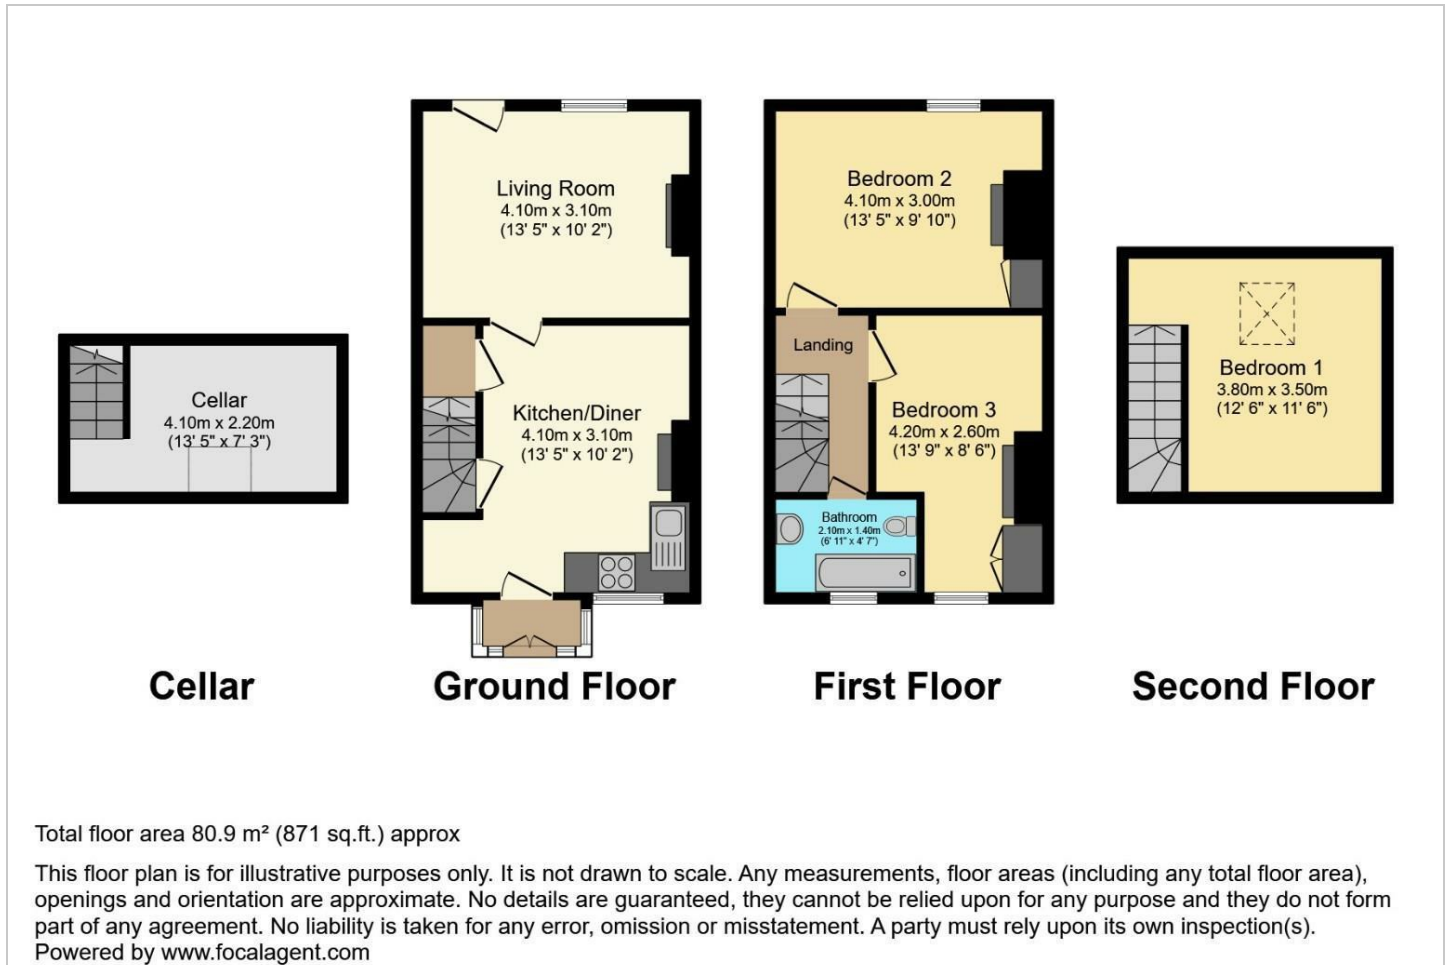 Living Room
4.10m x 3.10m
(13' 5" x 10' 2")
Bedroom 2
4.10m x 3.00m
(13' 5" x 9' 10")
Landing
Bedroom 1
3.80m x 3.50m
(12' 6" x 11' 6")
Cellar
4.10m x 2.20m
(13' 5" x 7' 3")
Kitchen/Diner
4.10m x 3.10m
(13' 5" x 10' 2")
Bedroom 3
4.20m x 2.60m
(13' 9" x 8' 6")
Bathroom
2.10m x 1.40m
(6' 11" x 4' 7")
Cellar
Ground Floor
First Floor
Second Floor
Total floor area 80.9 m² (871 sq.ft.) approx
This floor plan is for illustrative purposes only. It is not drawn to scale. Any measurements, floor areas (including any total floor area),
openings and orientation are approximate. No details are guaranteed, they cannot be relied upon for any purpose and they do not form
part of any agreement. No liability is taken for any error, omission or misstatement. A party must rely upon its own inspection(s).
Powered by www.focalagent.com